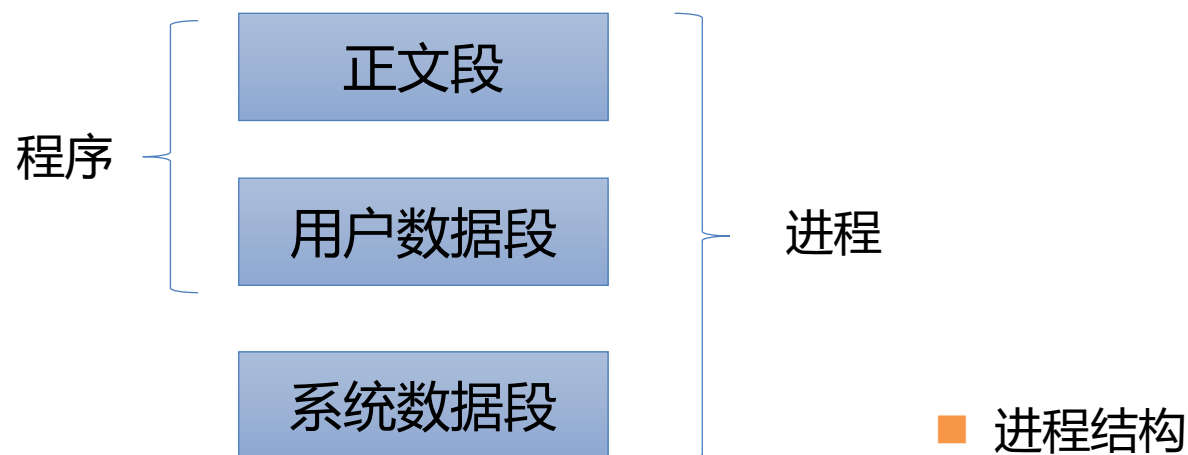 正文段
程序
用户数据段
进程
系统数据段
进程结构